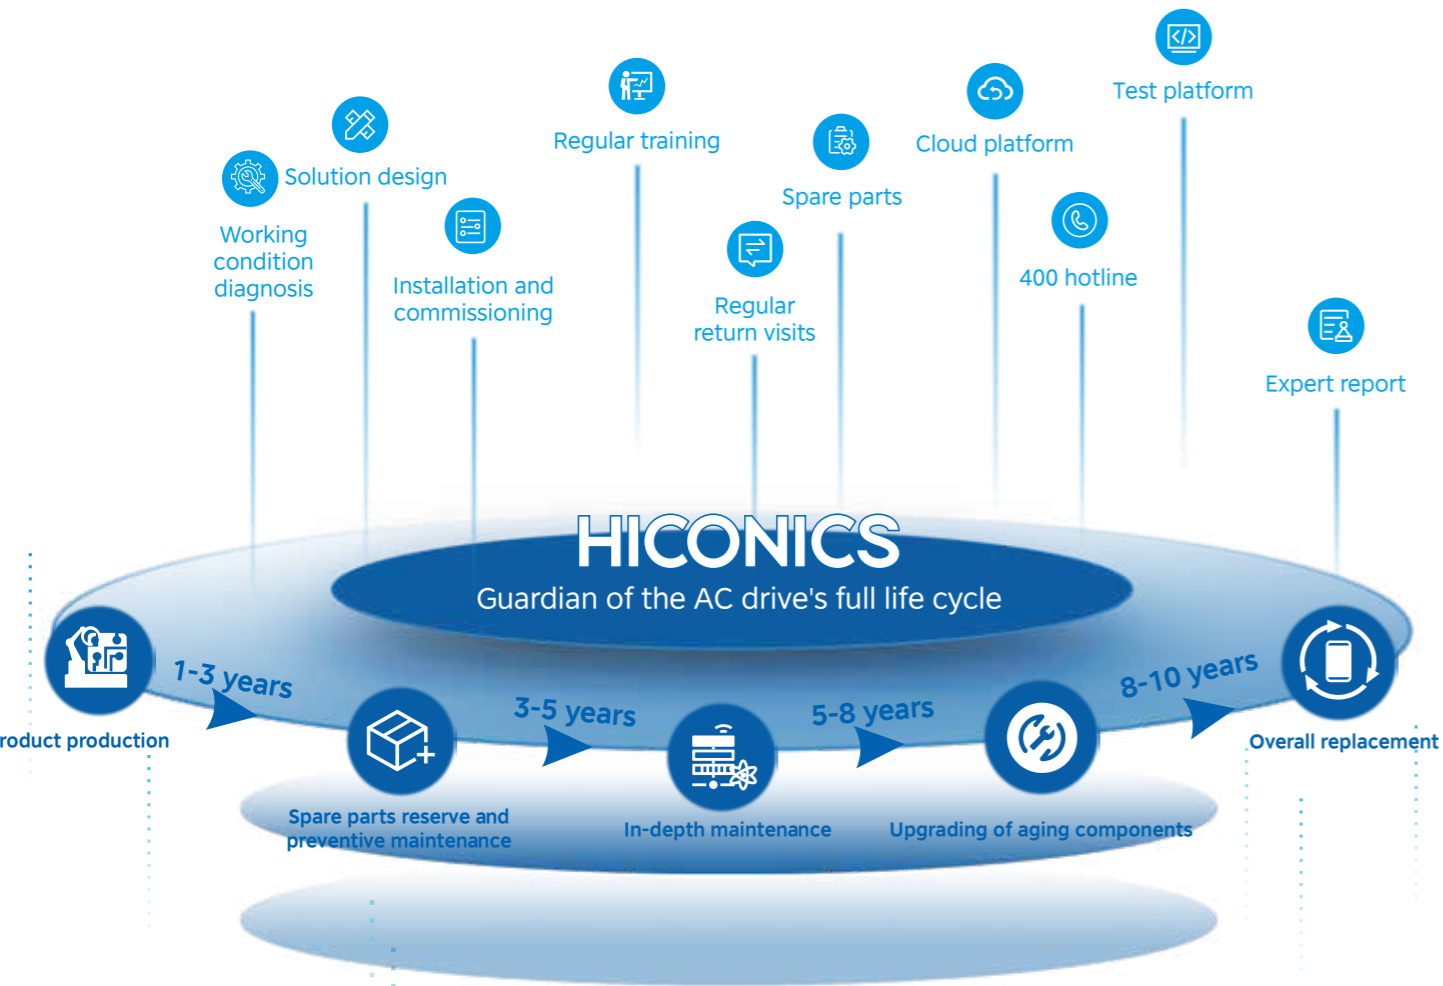 Test platform
Regular training
Cloud platform
Solution design
Spare parts
Working
condition
diagnosis
Installation and
commissioning
Regular
return visits
400 hotline
Expert report
HICONICS
Guardian of the AC drive's full life cycle
1-3 years
3-5 years
5-8 years
8-10 years
roduct production
Spare parts reserve and
preventive maintenance
In-depth maintenance
Upgrading of aging components
Overall replacement